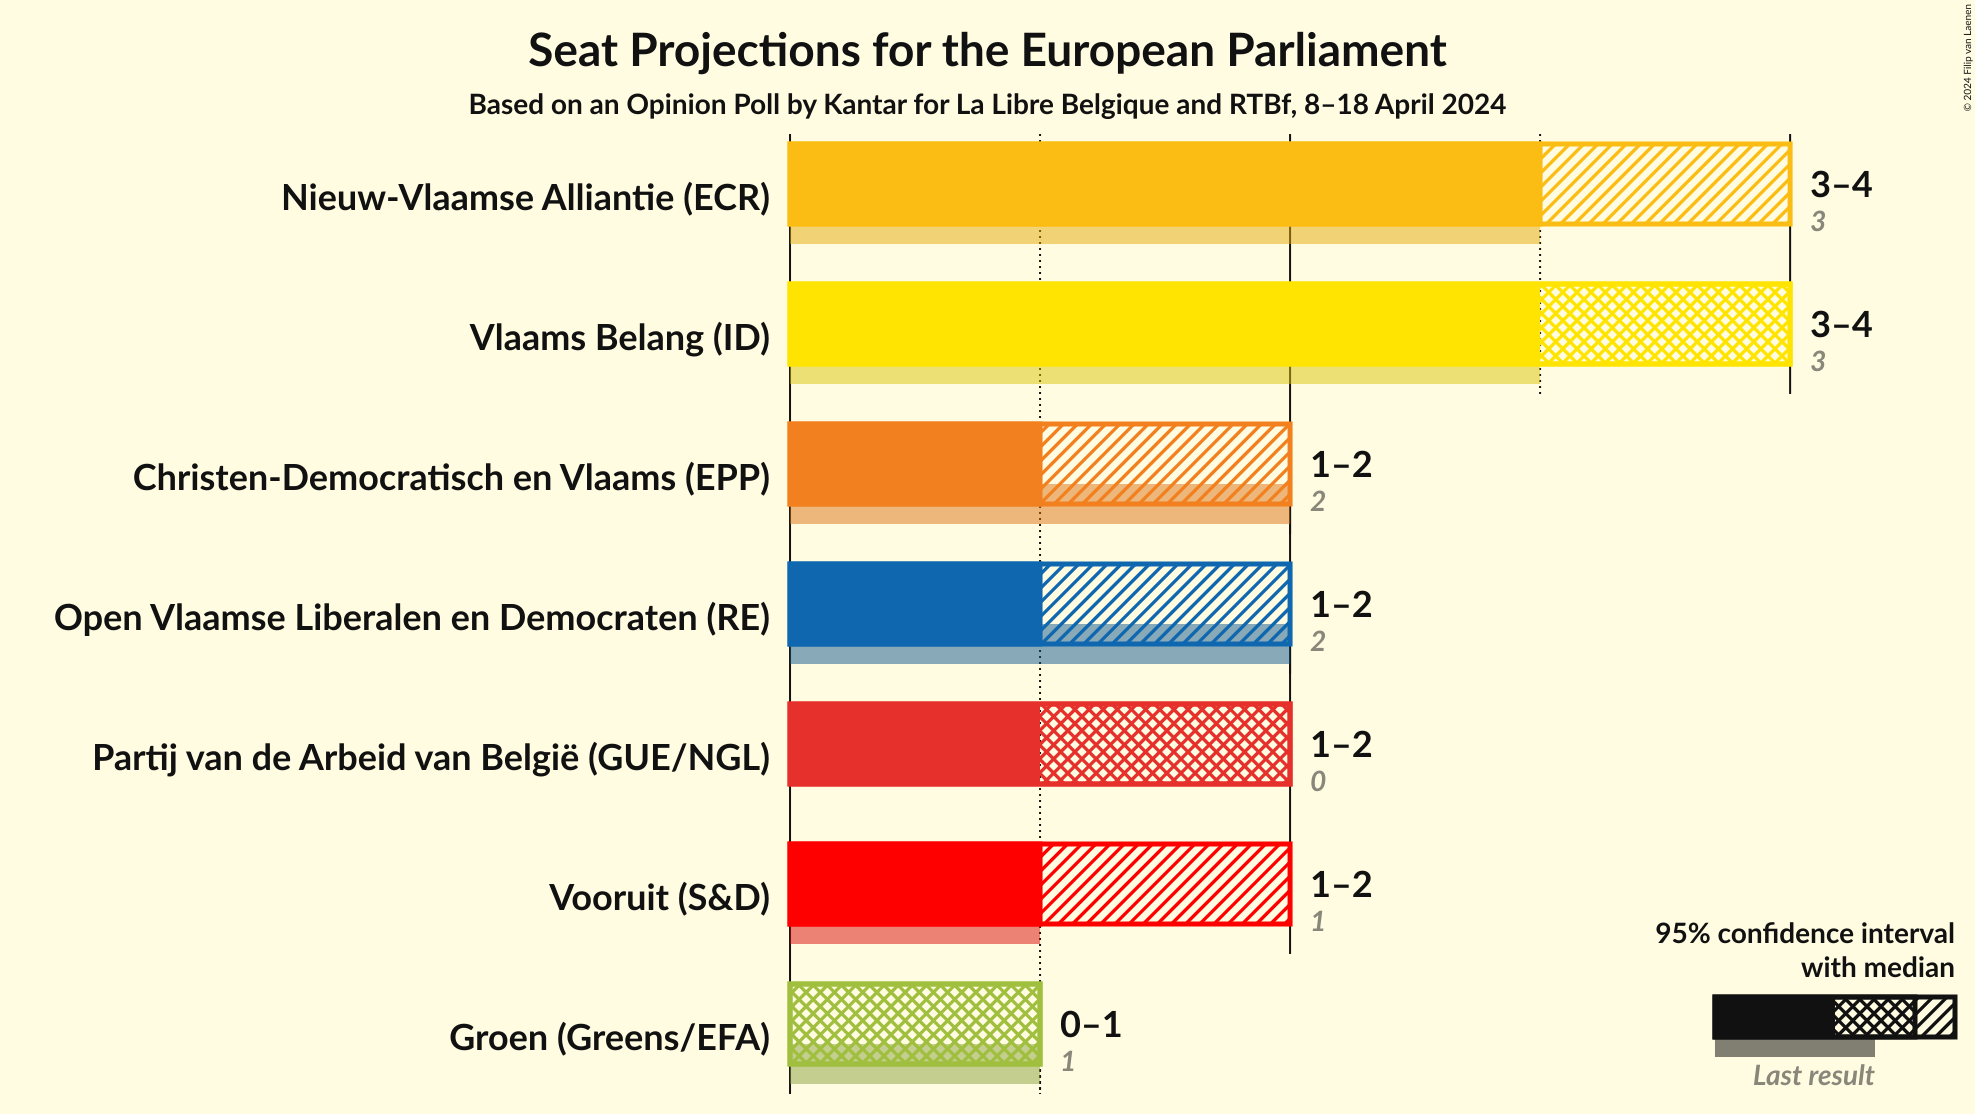 Seat Projections for the European Parliament
Based on an Opinion Poll by Kantar for La Libre Belgique and RTBf, 8–18 April 2024
© 2024 Filip van Laenen
Nieuw-Vlaamse Alliantie (ECR)
3–4
3
Vlaams Belang (ID)
3–4
3
Christen-Democratisch en Vlaams (EPP)
1–2
2
Open Vlaamse Liberalen en Democraten (RE)
1–2
2
Partij van de Arbeid van België (GUE/NGL)
1–2
0
Vooruit (S&D)
1–2
1
Groen (Greens/EFA)
0–1
1
95% confidence interval
with median
Last result